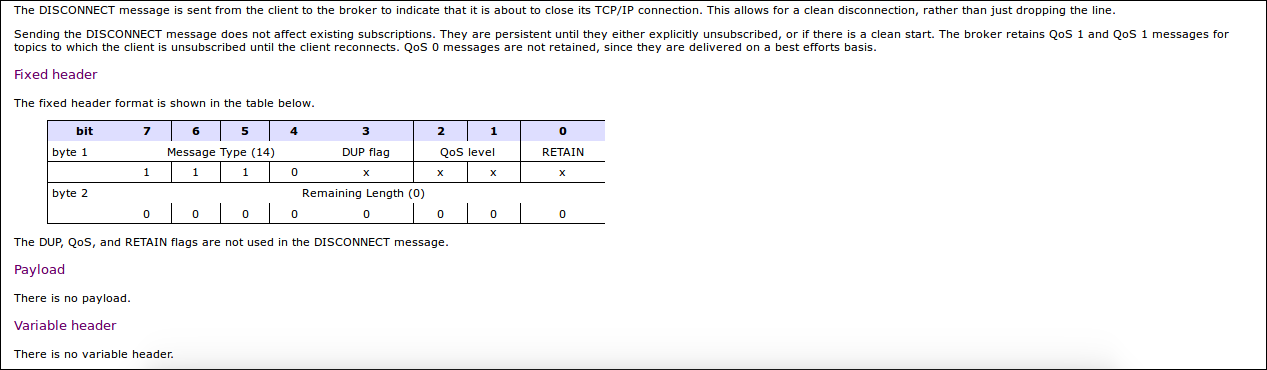 The DISCONNECT message is sent from the client to the broker to indicate that it is about to close its TCP/IP connection. This allows for a clean disconnection, rather than just dropping the line.
Sending the DISCONNECT message does not affect existing subscriptions. They are persistent until they either explicitly unsubscribed, or if there is a clean start. The broker retains QoS 1 and QoS 1 messages for
topics to which the client is unsubscribed until the client reconnects. QoS 0 messages are not retained, since they are delivered on a best efforts basis.
Fixed header
The fixed header format is shown in the table below.
bit 7 6 5 4 3 2 1 0
byte 1 Message Type (14) DUP flag QoS level RETAIN
1 1 1 0 x x x x
byte 2 Remaining Length (0)
0 0 0 0 0 0 0 0
The DUP, QoS, and RETAIN flags are not used in the DISCONNECT message.
Payload
There is no payload.
Variable header
There is no variable header.